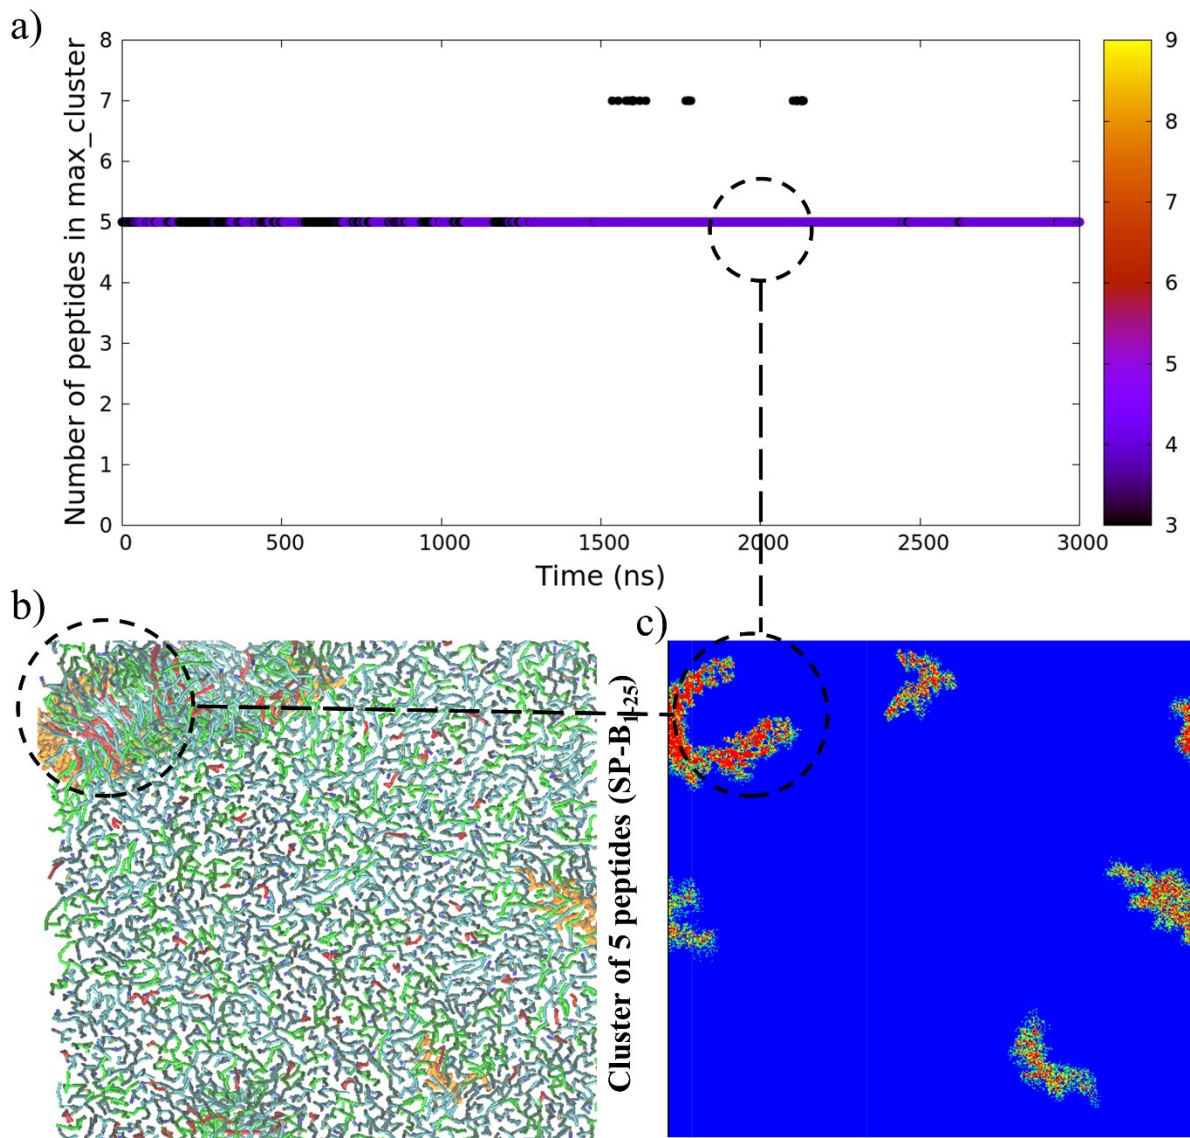 a)
Number of peptides in max_cluster
8
7
6
5
4
3
2
1
0
0 500 1000 1500 2000 2500 3000
Time (ns)
9
8
7
6
5
4
3
b)
Cluster of 5 peptides (SP-B1-25)
c)